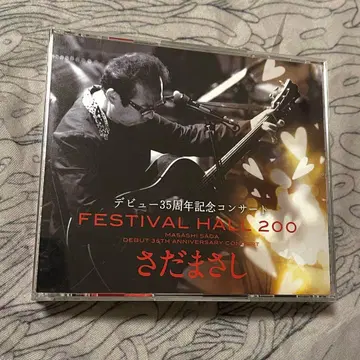 デビュー35周年記念コンサート
FESTIVAL HALL 200
MASASHI SADA
DEBUT 35TH ANNIVERSARY CONCERT
さだまさし